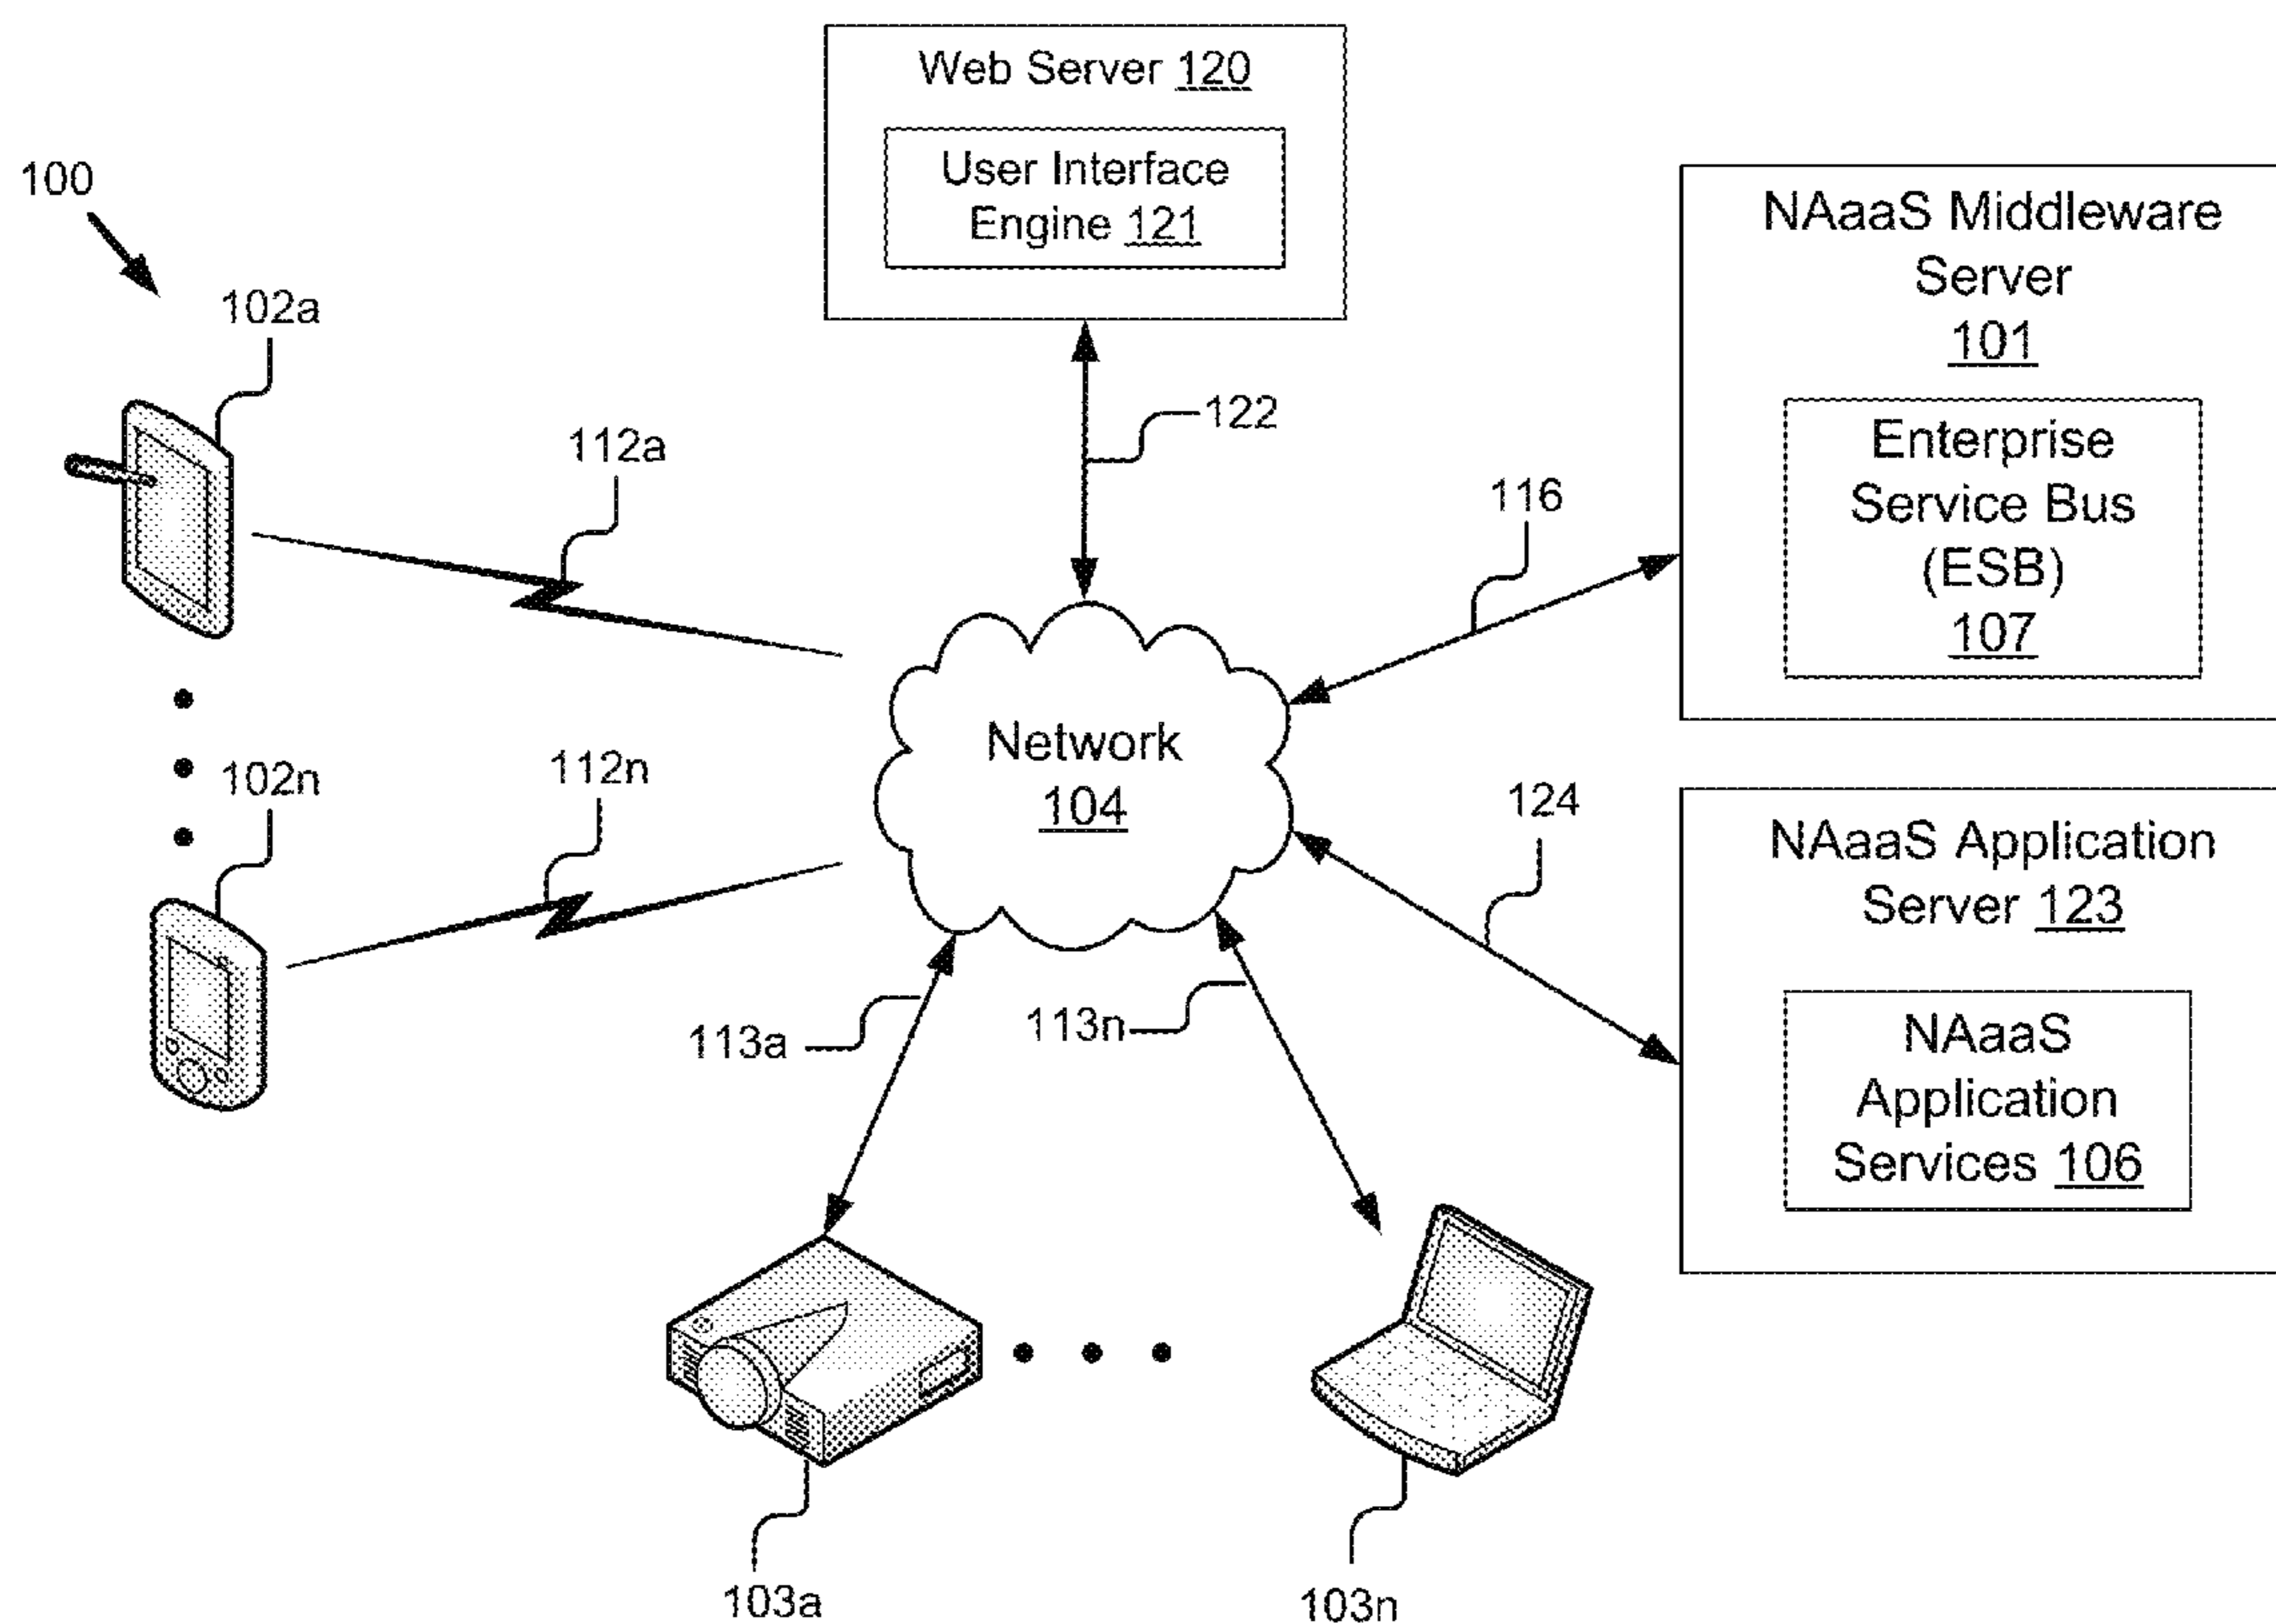 Web Server 120
User Interface
Engine 121
100
102a
NAaaS Middleware
Server
101
Enterprise
Service Bus
(ESB)
107
122
112a
116
Network
104
102n
112n
124
NAaaS Application
Server 123
NAaaS
Application
Services 106
113a
113n
103a
103n